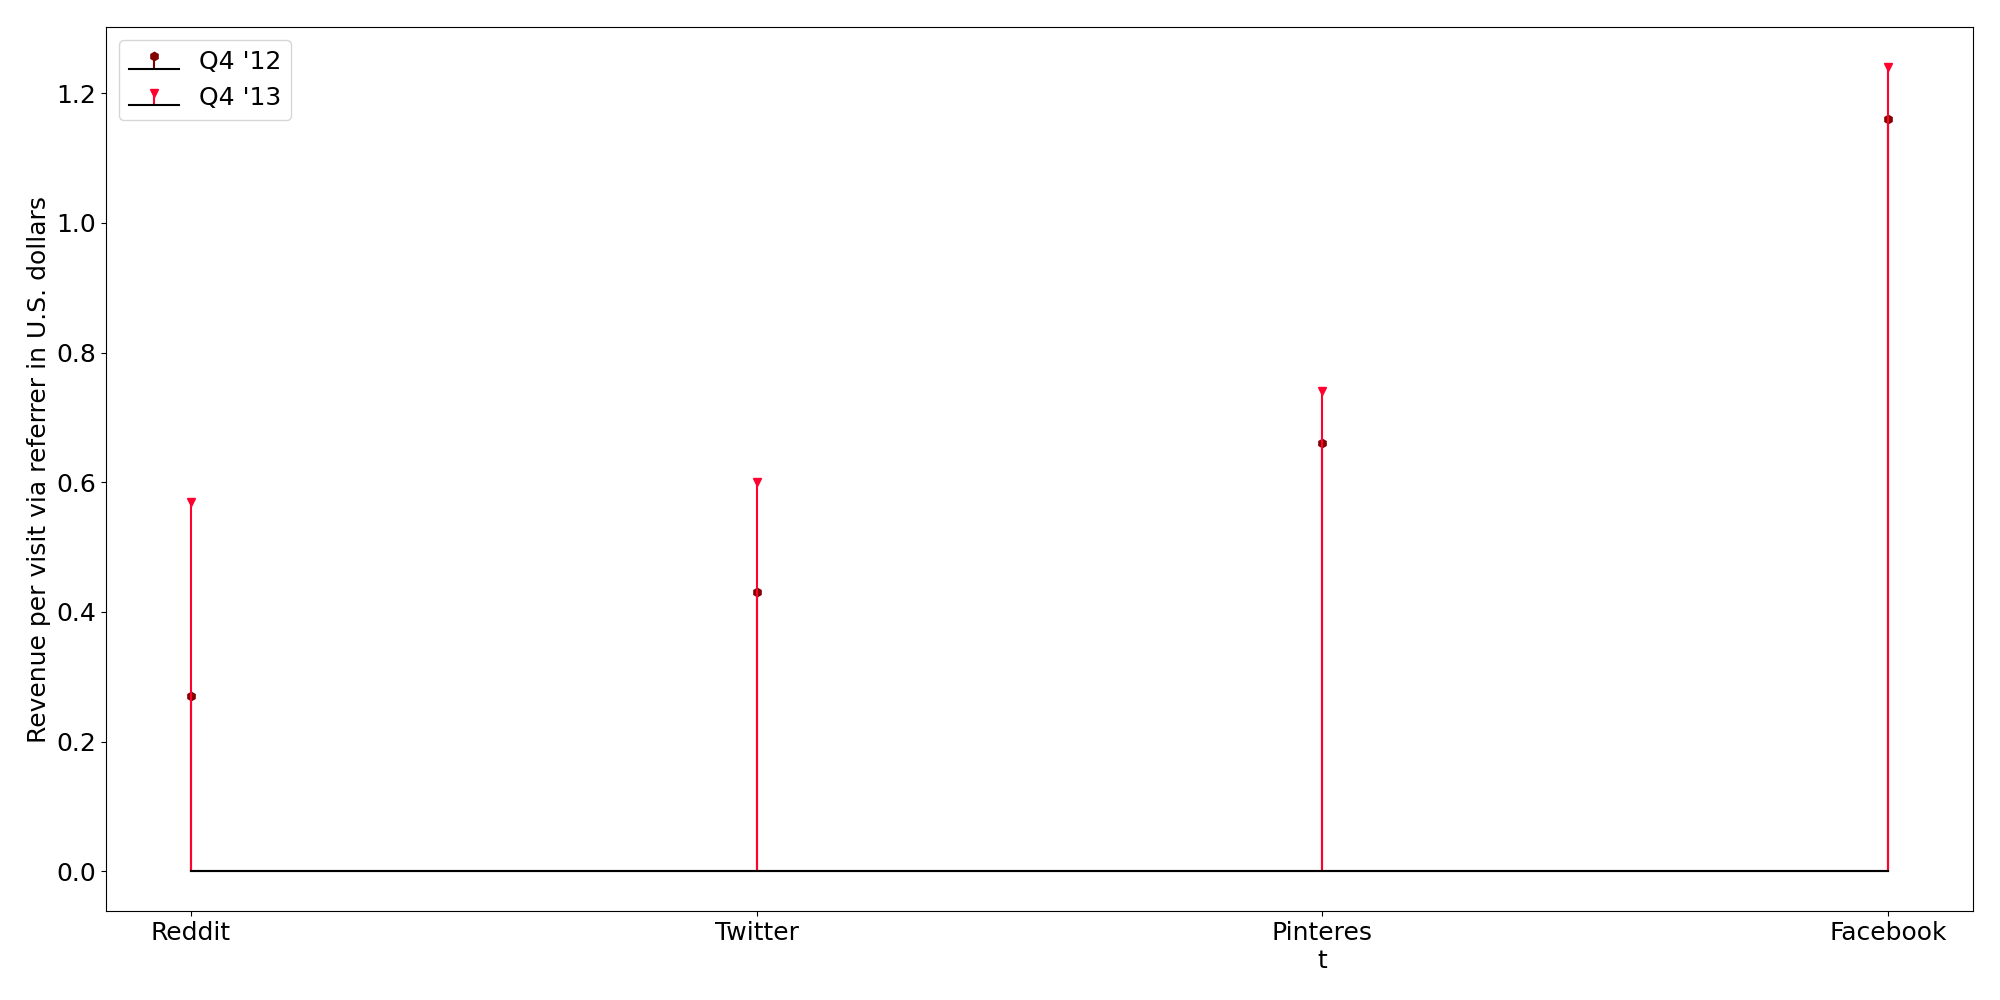 Q4 '12
Q4 '13
Revenue per visit via referrer in U.S. dollars
1.2
1.0
0.8
0.6
0.4
0.2
0.0
Reddit
Twitter
Pinteres
t
Facebook